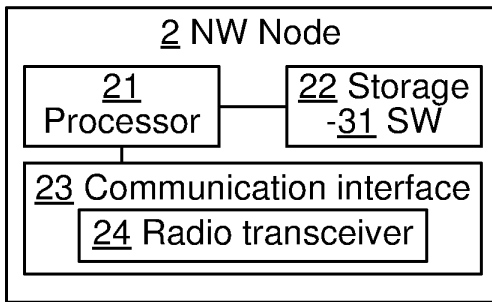 2 NW Node
21
Processor
22 Storage
-31 SW
23 Communication interface
24 Radio transceiver